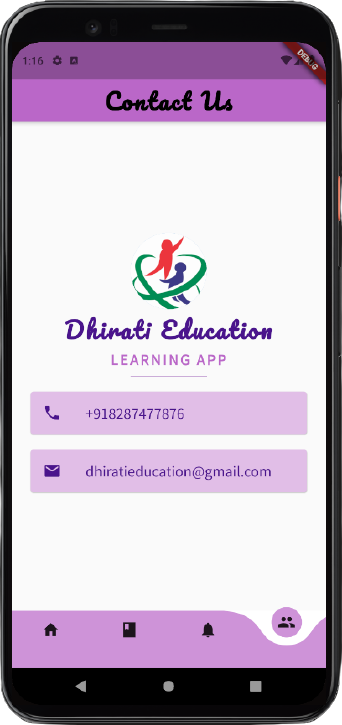 1:16
DEBUG
Contact Us
Dhirati Education
LEARNING APP
+918287477876
dhiratieducation@gmail.com